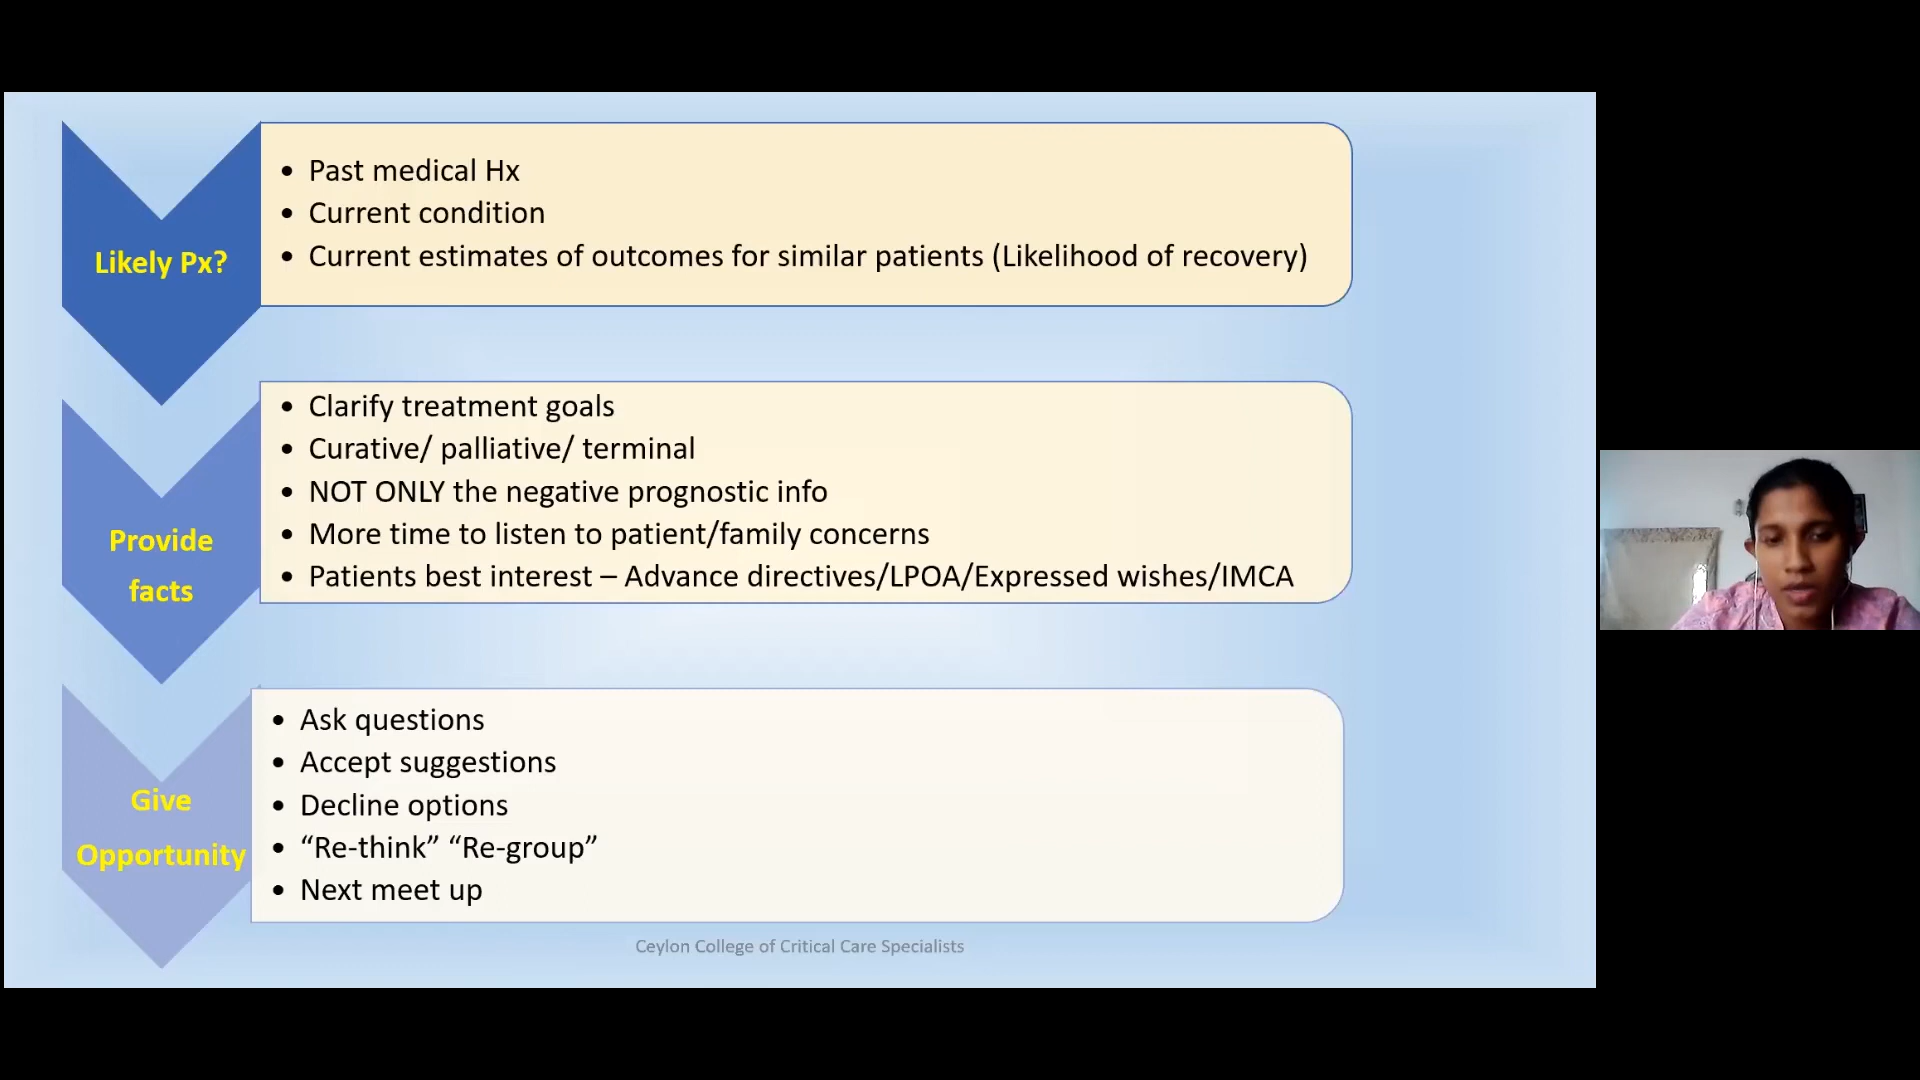 Likely Px?
• Past medical Hx
• Current condition
• Current estimates of outcomes for similar patients (Likelihood of recovery)
Provide
facts
• Clarify treatment goals
• Curative/ palliative/ terminal
• NOT ONLY the negative prognostic info
• More time to listen to patient/family concerns
• Patients best interest – Advance directives/LPOA/Expressed wishes/IMCA
Give
Opportunity
• Ask questions
• Accept suggestions
• Decline options
• “Re-think” “Re-group”
• Next meet up
Ceylon College of Critical Care Specialists